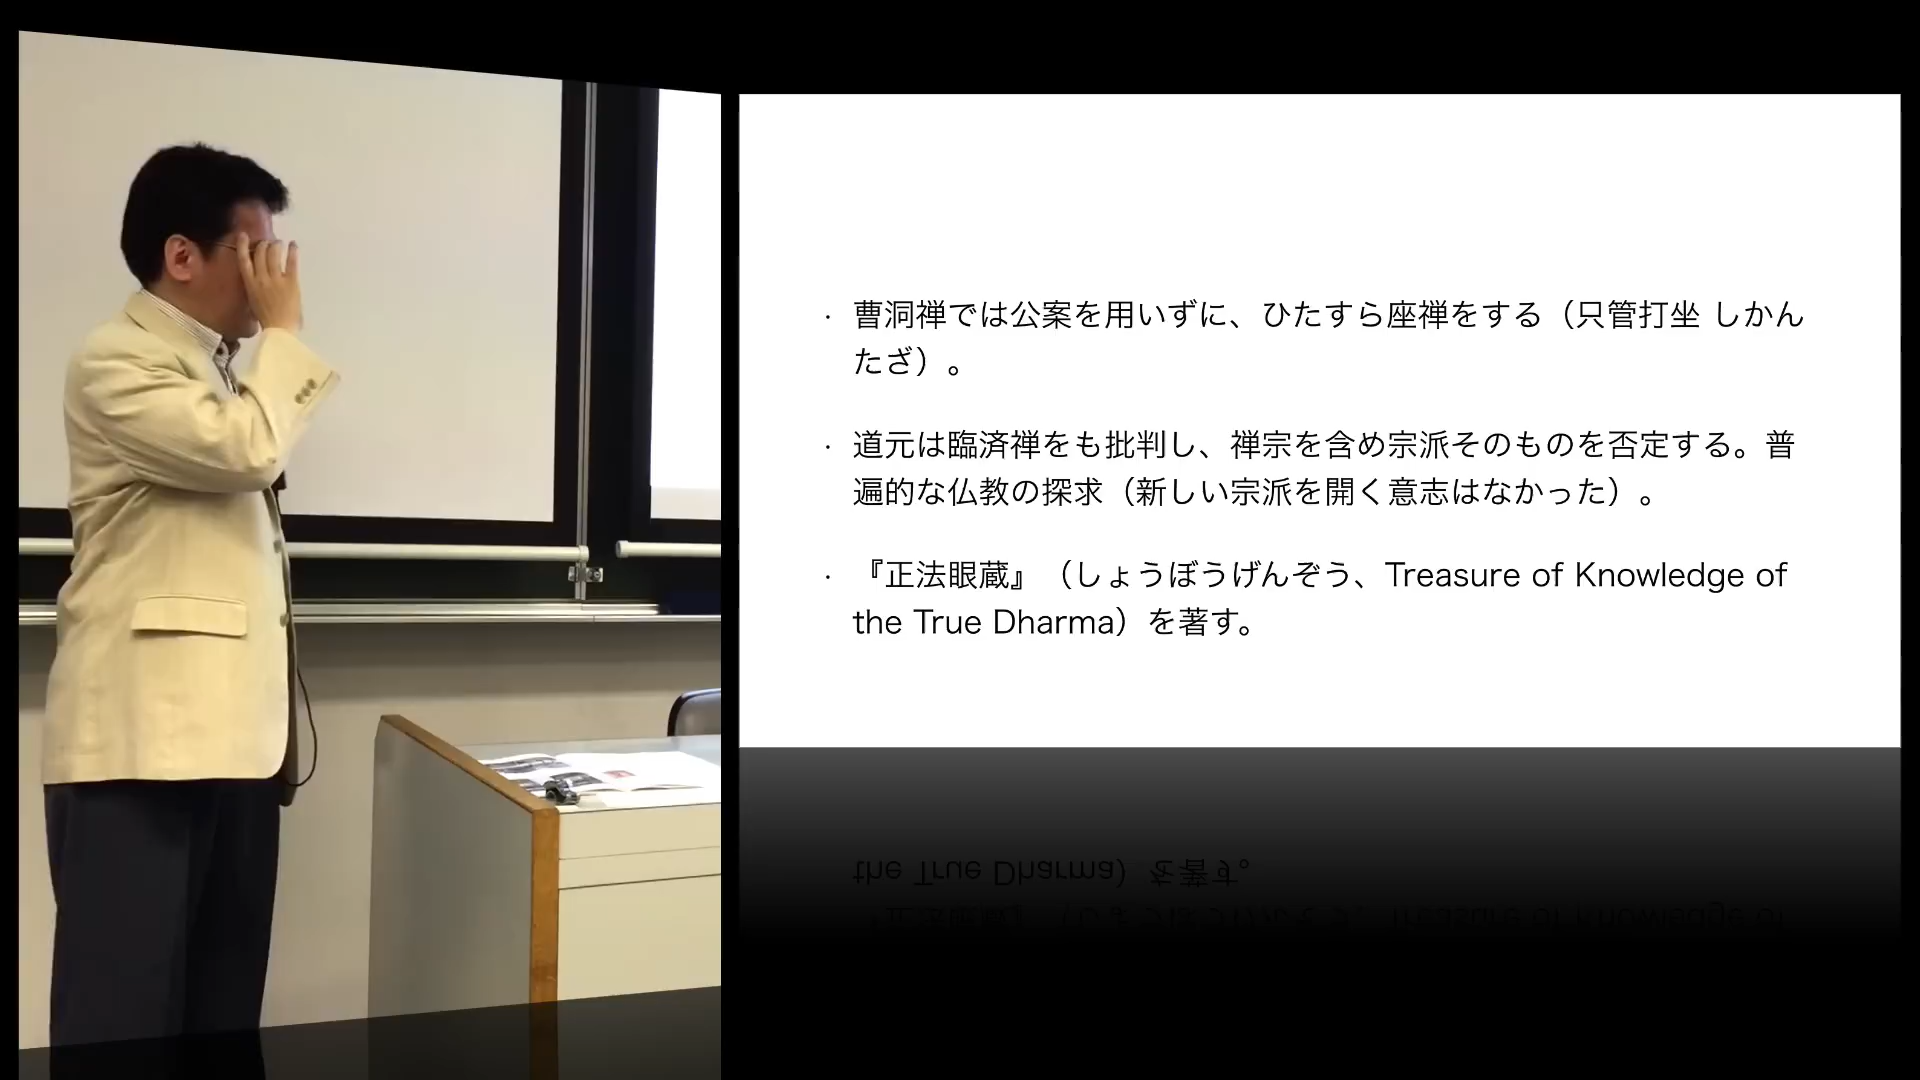 ・曹洞禅では公案を用いずに、ひたすら座禅をする（只管打坐 しかん
たざ）。
・道元は臨済禅をも批判し、禅宗を含め宗派そのものを否定する。普
遍的な仏教の探求（新しい宗派を開く意志はなかった）。
・『正法眼蔵』（しょうぼうげんぞう、Treasure of Knowledge of
the True Dharma）を著す。